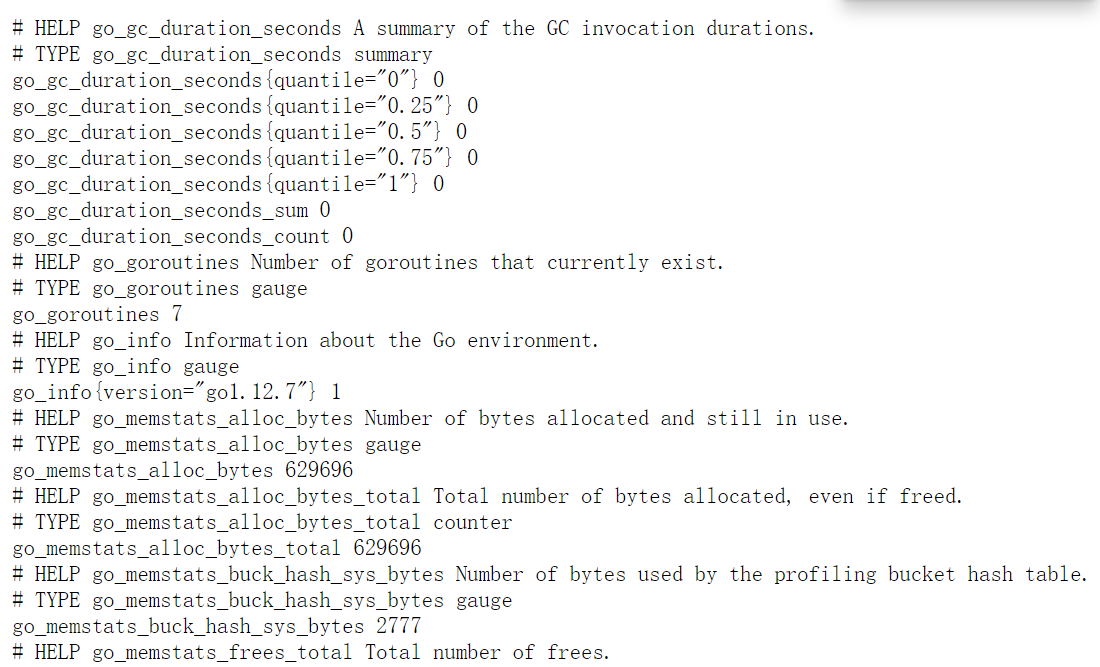 # HELP go_gc_duration_seconds A summary of the GC invocation durations.
# TYPE go_gc_duration_seconds summary
go_gc_duration_seconds{quantile="0"} 0
go_gc_duration_seconds{quantile="0.25"} 0
go_gc_duration_seconds{quantile="0.5"} 0
go_gc_duration_seconds{quantile="0.75"} 0
go_gc_duration_seconds{quantile="1"} 0
go_gc_duration_seconds_sum 0
go_gc_duration_seconds_count 0
# HELP go_goroutines Number of goroutines that currently exist.
# TYPE go_goroutines gauge
go_goroutines 7
# HELP go_info Information about the Go environment.
# TYPE go_info gauge
go_info{version="go1.12.7"} 1
# HELP go_memstats_alloc_bytes Number of bytes allocated and still in use.
# TYPE go_memstats_alloc_bytes gauge
go_memstats_alloc_bytes 629696
# HELP go_memstats_alloc_bytes_total Total number of bytes allocated, even if freed.
# TYPE go_memstats_alloc_bytes_total counter
go_memstats_alloc_bytes_total 629696
# HELP go_memstats_buck_hash_sys_bytes Number of bytes used by the profiling bucket hash table.
# TYPE go_memstats_buck_hash_sys_bytes gauge
go_memstats_buck_hash_sys_bytes 2777
# HELP go_memstats_frees_total Total number of frees.